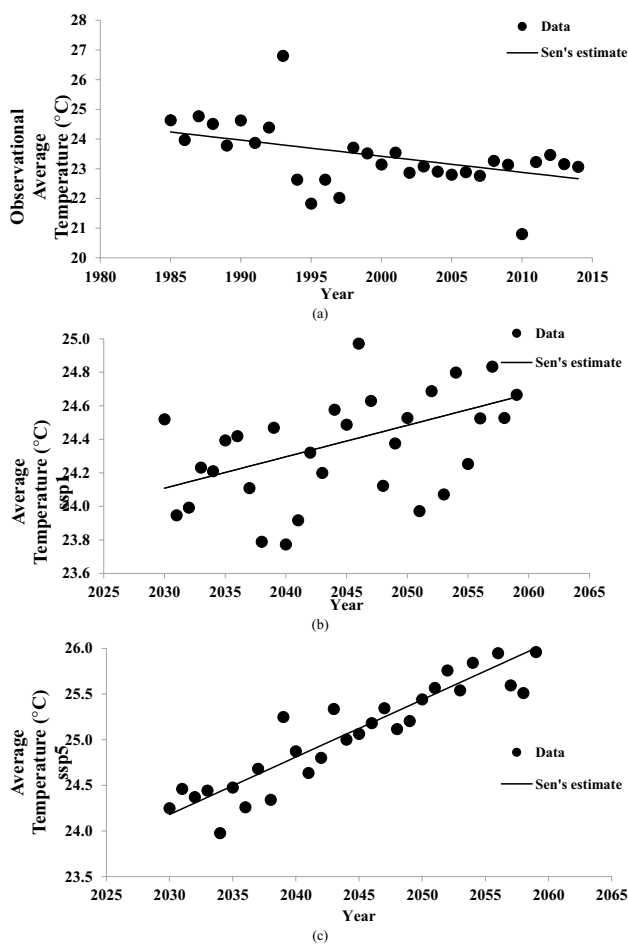 Data
Sen's estimate
Observational
Average
Temperature (°C)
28
27
26
25
24
23
22
21
20
1980 1985 1990 1995 2000 2005 2010 2015
Year
(a)
Data
Sen's estimate
Average
Temperature (°C)
ssp1
25.0
24.8
24.6
24.4
24.2
24.0
23.8
23.6
2025 2030 2035 2040 2045 2050 2055 2060 2065
Year
(b)
Average
Temperature (°C)
ssp5
26.0
25.5
25.0
24.5
24.0
23.5
Data
Sen's estimate
2025 2030 2035 2040 2045 2050 2055 2060 2065
Year
(c)